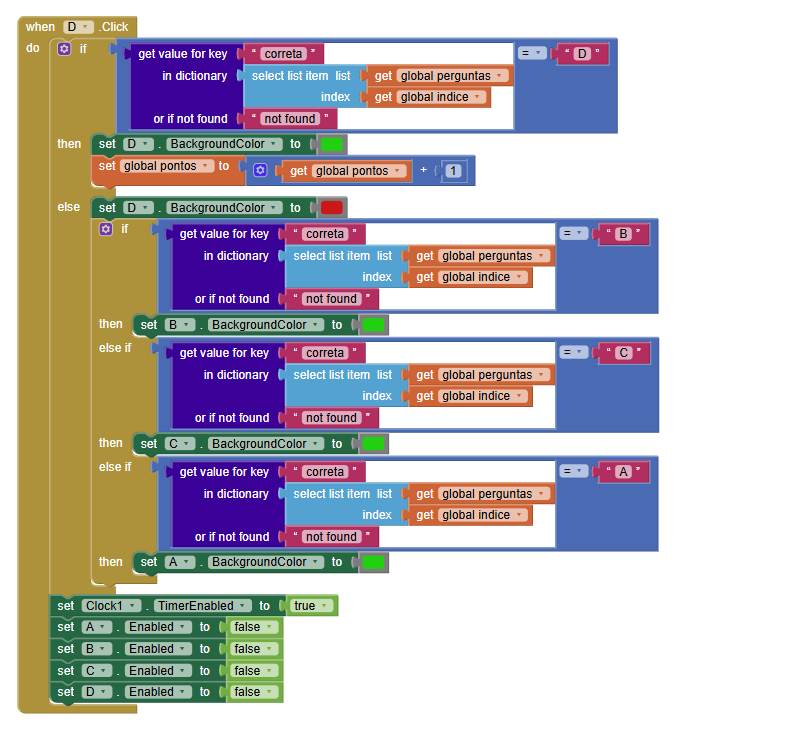 when D .Click
do if get value for key " correta " = " D "
in dictionary select list item list get global perguntas
index get global indice
or if not found " not found "
then set D . BackgroundColor to
set global pontos to get global pontos + 1
else set D . BackgroundColor to
if get value for key " correta " = " B "
in dictionary select list item list get global perguntas
index get global indice
or if not found " not found "
then set B . BackgroundColor to
else if get value for key " correta " = " C "
in dictionary select list item list get global perguntas
index get global indice
or if not found " not found "
then set C . BackgroundColor to
else if get value for key " correta " = " A "
in dictionary select list item list get global perguntas
index get global indice
or if not found " not found "
then set A . BackgroundColor to
set Clock1 . TimerEnabled to true
set A . Enabled to false
set B . Enabled to false
set C . Enabled to false
set D . Enabled to false